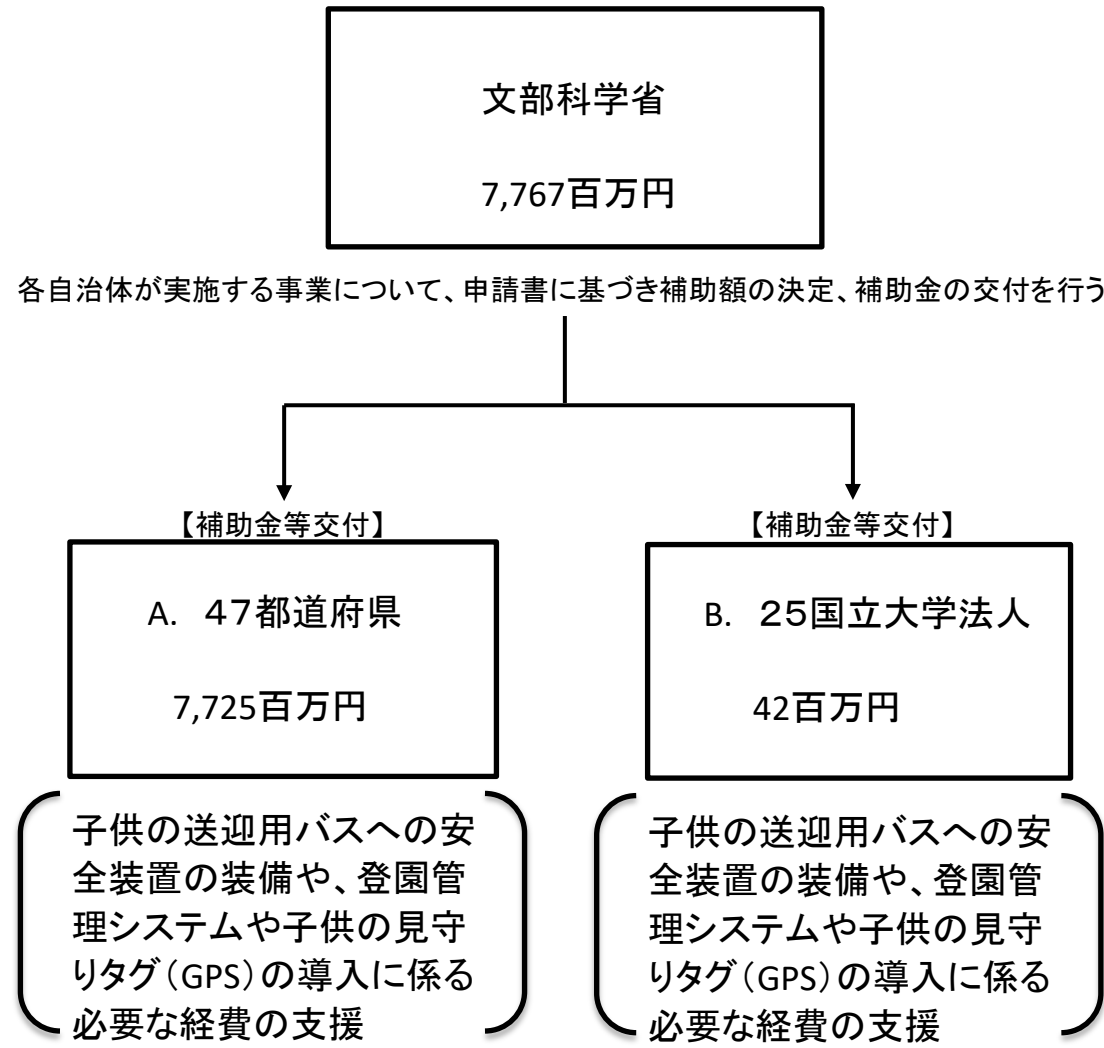 文部科学省
7,767百万円
各自治体が実施する事業について、申請書に基づき補助額の決定、補助金の交付を行う
【補助金等交付】
A. 47都道府県
7,725百万円
子供の送迎用バスへの安
全装置の装備や、登園管
理システムや子供の見守
りタグ（GPS）の導入に係る
必要な経費の支援
【補助金等交付】
B. 25国立大学法人
42百万円
子供の送迎用バスへの安
全装置の装備や、登園管
理システムや子供の見守
りタグ（GPS）の導入に係る
必要な経費の支援